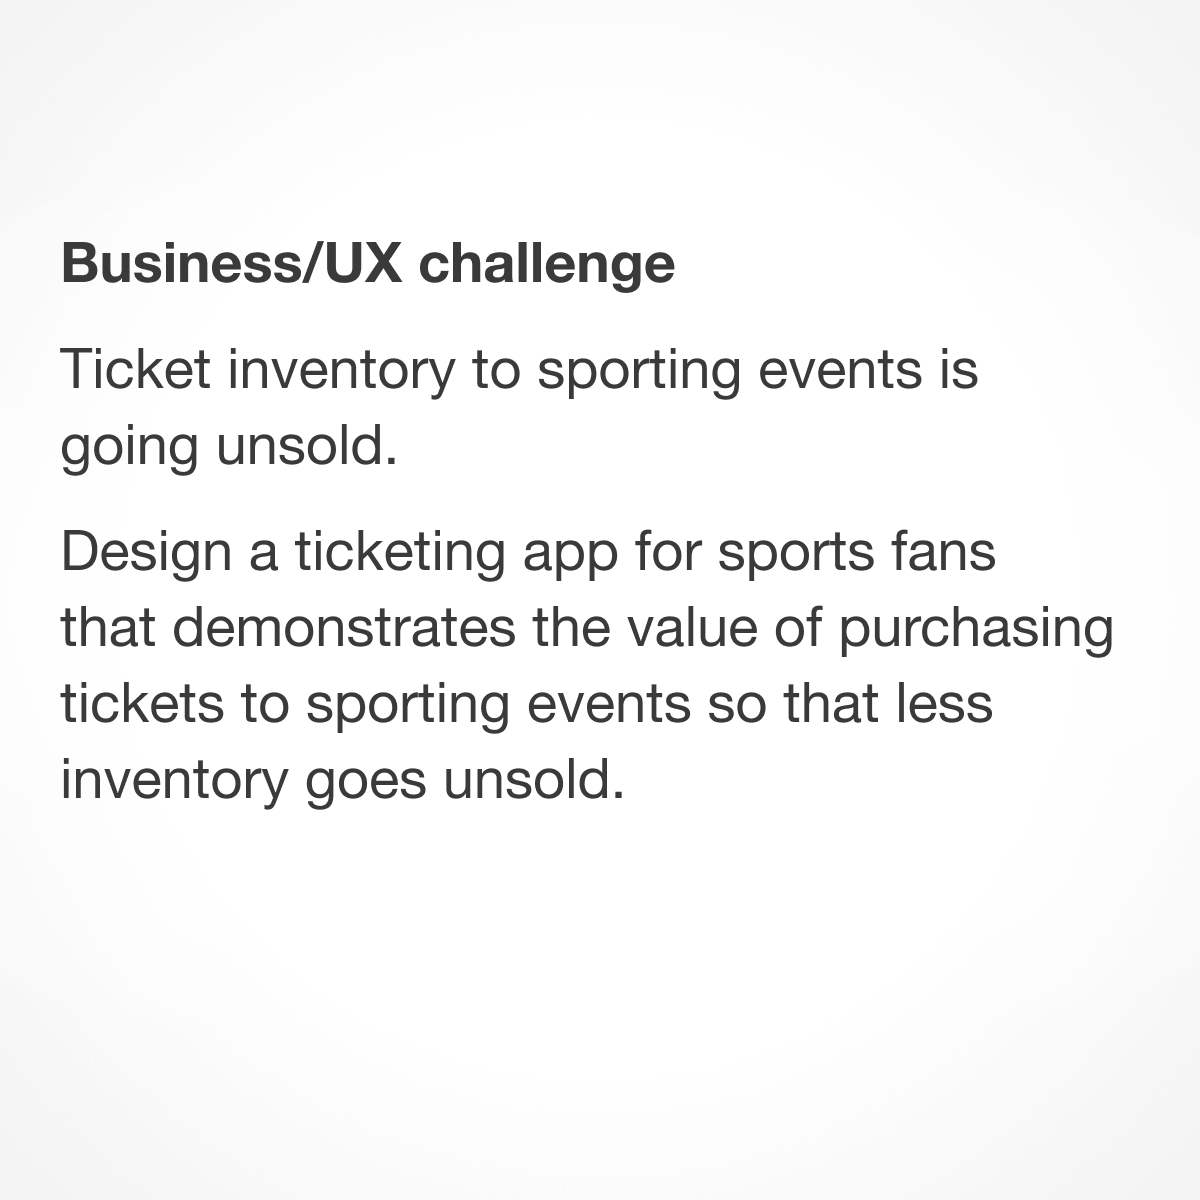 Business/UX challenge
Ticket inventory to sporting events is
going unsold.
Design a ticketing app for sports fans
that demonstrates the value of purchasing
tickets to sporting events so that less
inventory goes unsold.